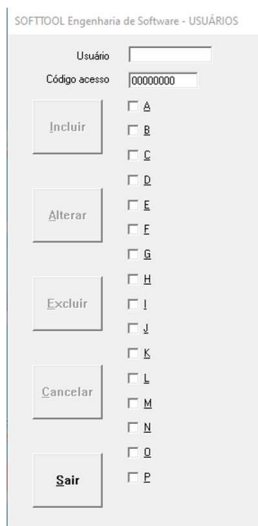 SOFTTOOL Engenharia de Software - USUÁRIOS
Usuário
Código acesso 00000000
Incluir
Alterar
Excluir
Cancelar
Sair
A
B
C
D
E
F
G
H
I
J
K
L
M
N
O
P